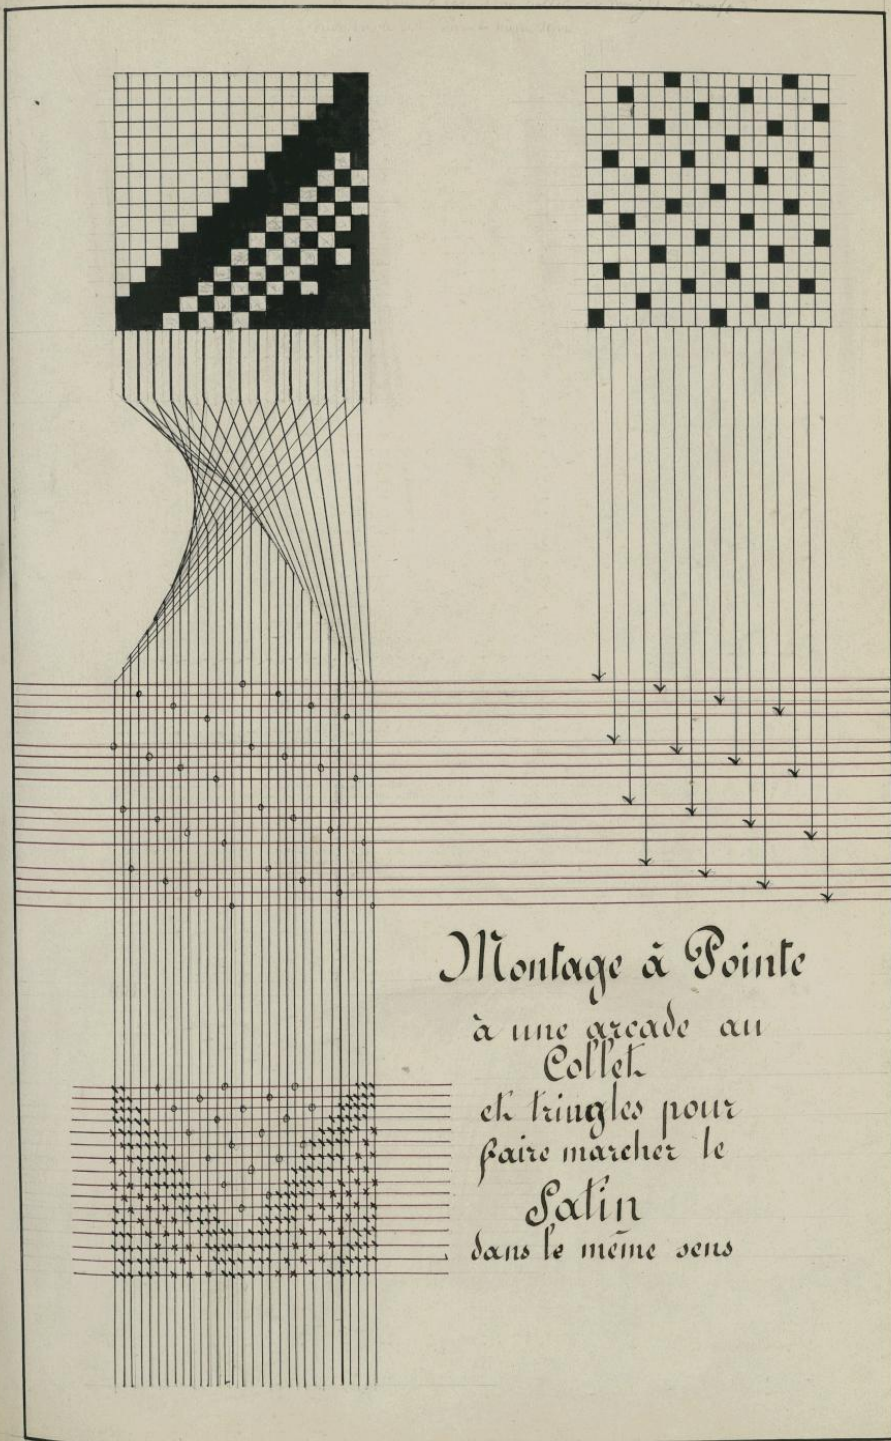 Montage à Pointe
à une arcade au
Collet
et tringles pour
faire marcher le
Satin
dans le même sens